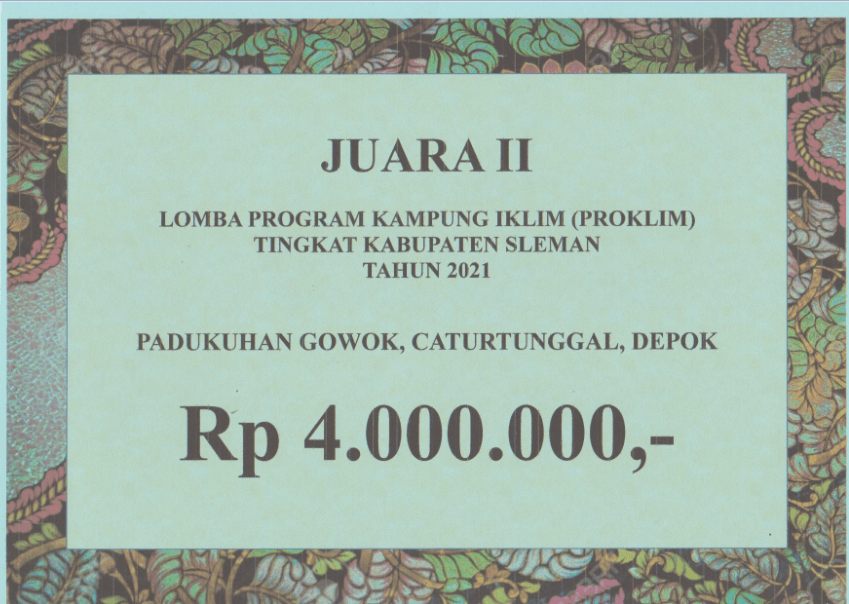 JUARA II
LOMBA PROGRAM KAMPUNG IKLIM (PROKLIM)
TINGKAT KABUPATEN SLEMAN
TAHUN 2021
PADUKUHAN GOWOK, CATURTUNGGAL, DEPOK
Rp 4.000.000,-